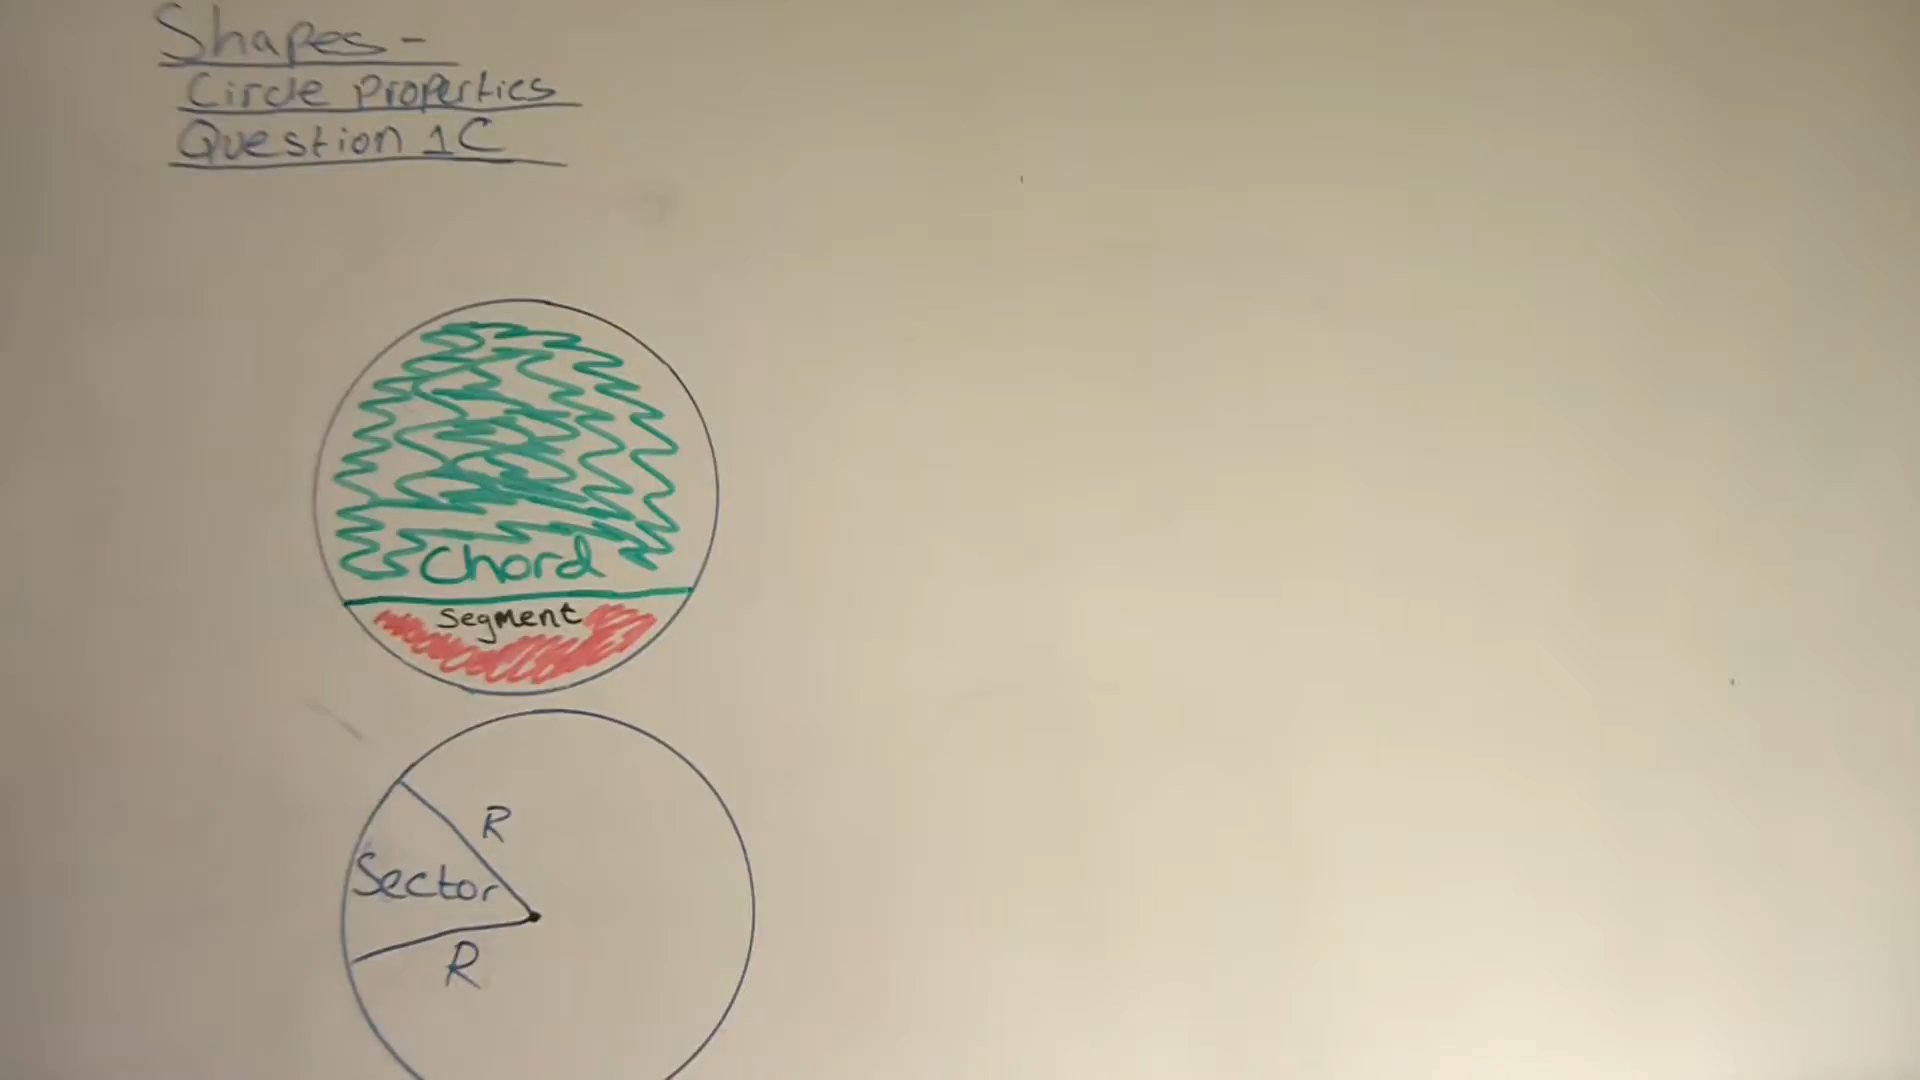 Shapes -
Circle Properties
Question 1C
Chord
Segment
R
Sector
R